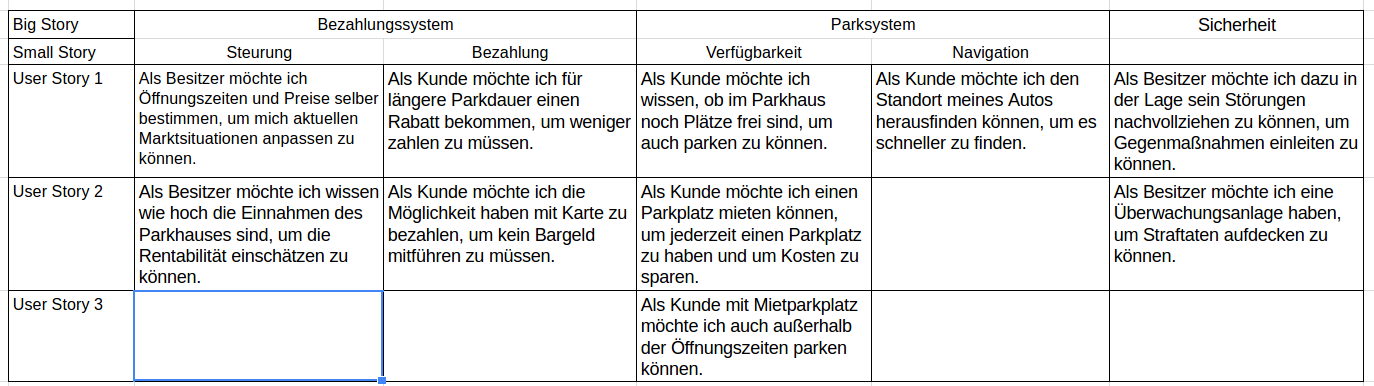 Big Story Bezahlungssystem Parksystem Sicherheit
Small Story Steurung Bezahlung Verfügbarkeit Navigation
User Story 1
Als Besitzer möchte ich
Öffnungszeiten und Preise selber
bestimmen, um mich aktuellen
Marktsituationen anpassen zu
können.
Als Kunde möchte ich für
längere Parkdauer einen
Rabatt bekommen, um weniger
zahlen zu müssen.
Als Kunde möchte ich
wissen, ob im Parkhaus
noch Plätze frei sind, um
auch parken zu können.
Als Kunde möchte ich den
Standort meines Autos
herausfinden können, um es
schneller zu finden.
Als Besitzer möchte ich dazu in
der Lage sein Störungen
nachvollziehen zu können, um
Gegenmaßnahmen einleiten zu
können.
User Story 2
Als Besitzer möchte ich wissen
wie hoch die Einnahmen des
Parkhauses sind, um die
Rentabilität einschätzen zu
können.
Als Kunde möchte ich die
Möglichkeit haben mit Karte zu
bezahlen, um kein Bargeld
mitführen zu müssen.
Als Kunde möchte ich einen
Parkplatz mieten können,
um jederzeit einen Parkplatz
zu haben und um Kosten zu
sparen.
Als Besitzer möchte ich eine
Überwachungsanlage haben,
um Straftaten aufdecken zu
können.
User Story 3
Als Kunde mit Mietparkplatz
möchte ich auch außerhalb
der Öffnungszeiten parken
können.